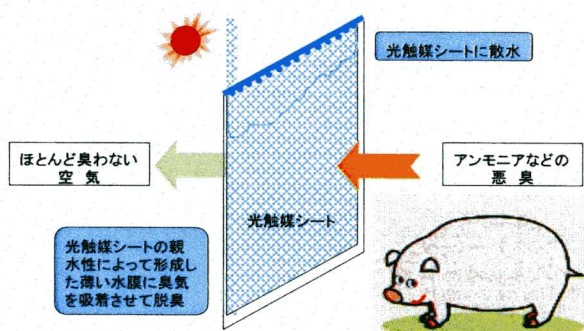 光触媒シートに散水
ほとんど臭わない
空 気
アンモニアなどの
悪 臭
光触媒シート
光触媒シートの親
水性によって形成し
た薄い水膜に臭気
を吸着させて脱臭